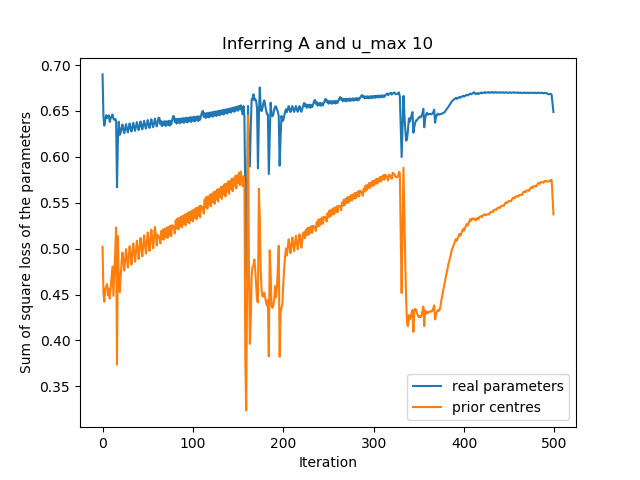 Inferring A and u_max 10
Sum of square loss of the parameters
0.70
0.65
0.60
0.55
0.50
0.45
0.40
0.35
real parameters
prior centres
0 100 200 300 400 500
Iteration